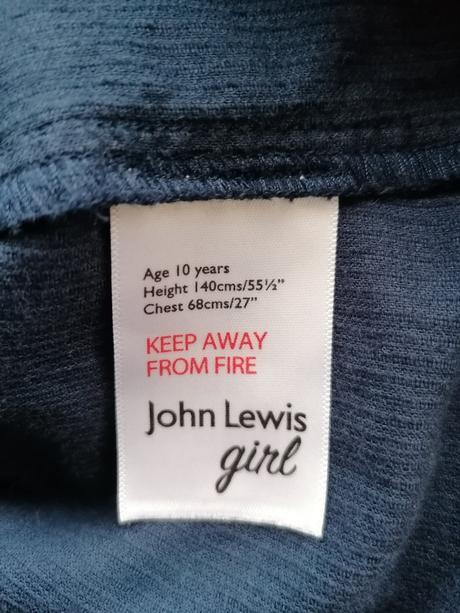 Age 10 years
Height 140cms/55½"
Chest 68cms/27"
KEEP AWAY
FROM FIRE
John Lewis
girl